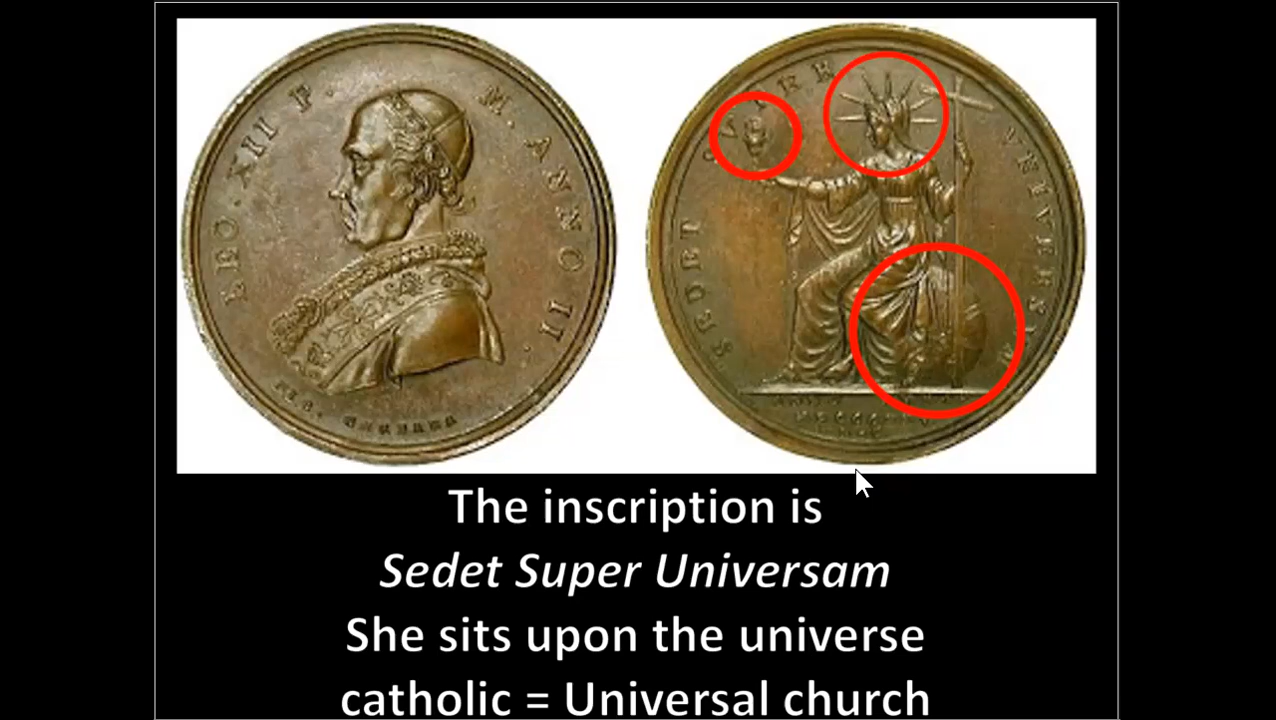 LEO. XII P. M. ANNO II.
SEDET SUPER UNIVERSAM
The inscription is
Sedet Super Universam
She sits upon the universe
catholic = Universal church